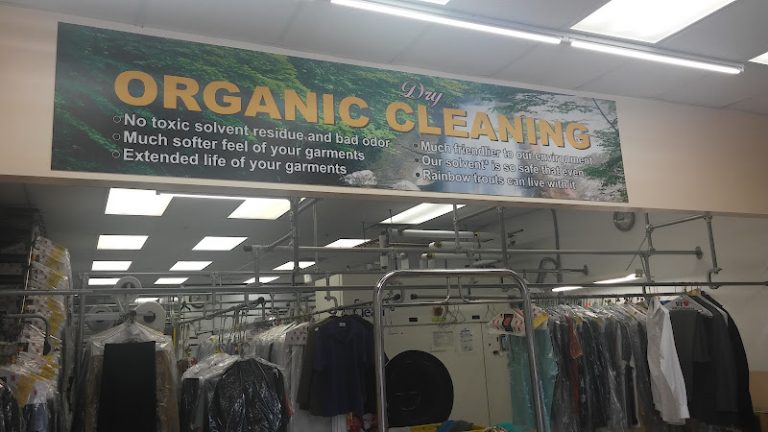 Dry
ORGANIC CLEANING
No toxic solvent residue and bad odor
Much softer feel of your garments
Extended life of your garments
Much friendlier to our environment
Our solvent* is so safe that even
Rainbow trouts can live with it